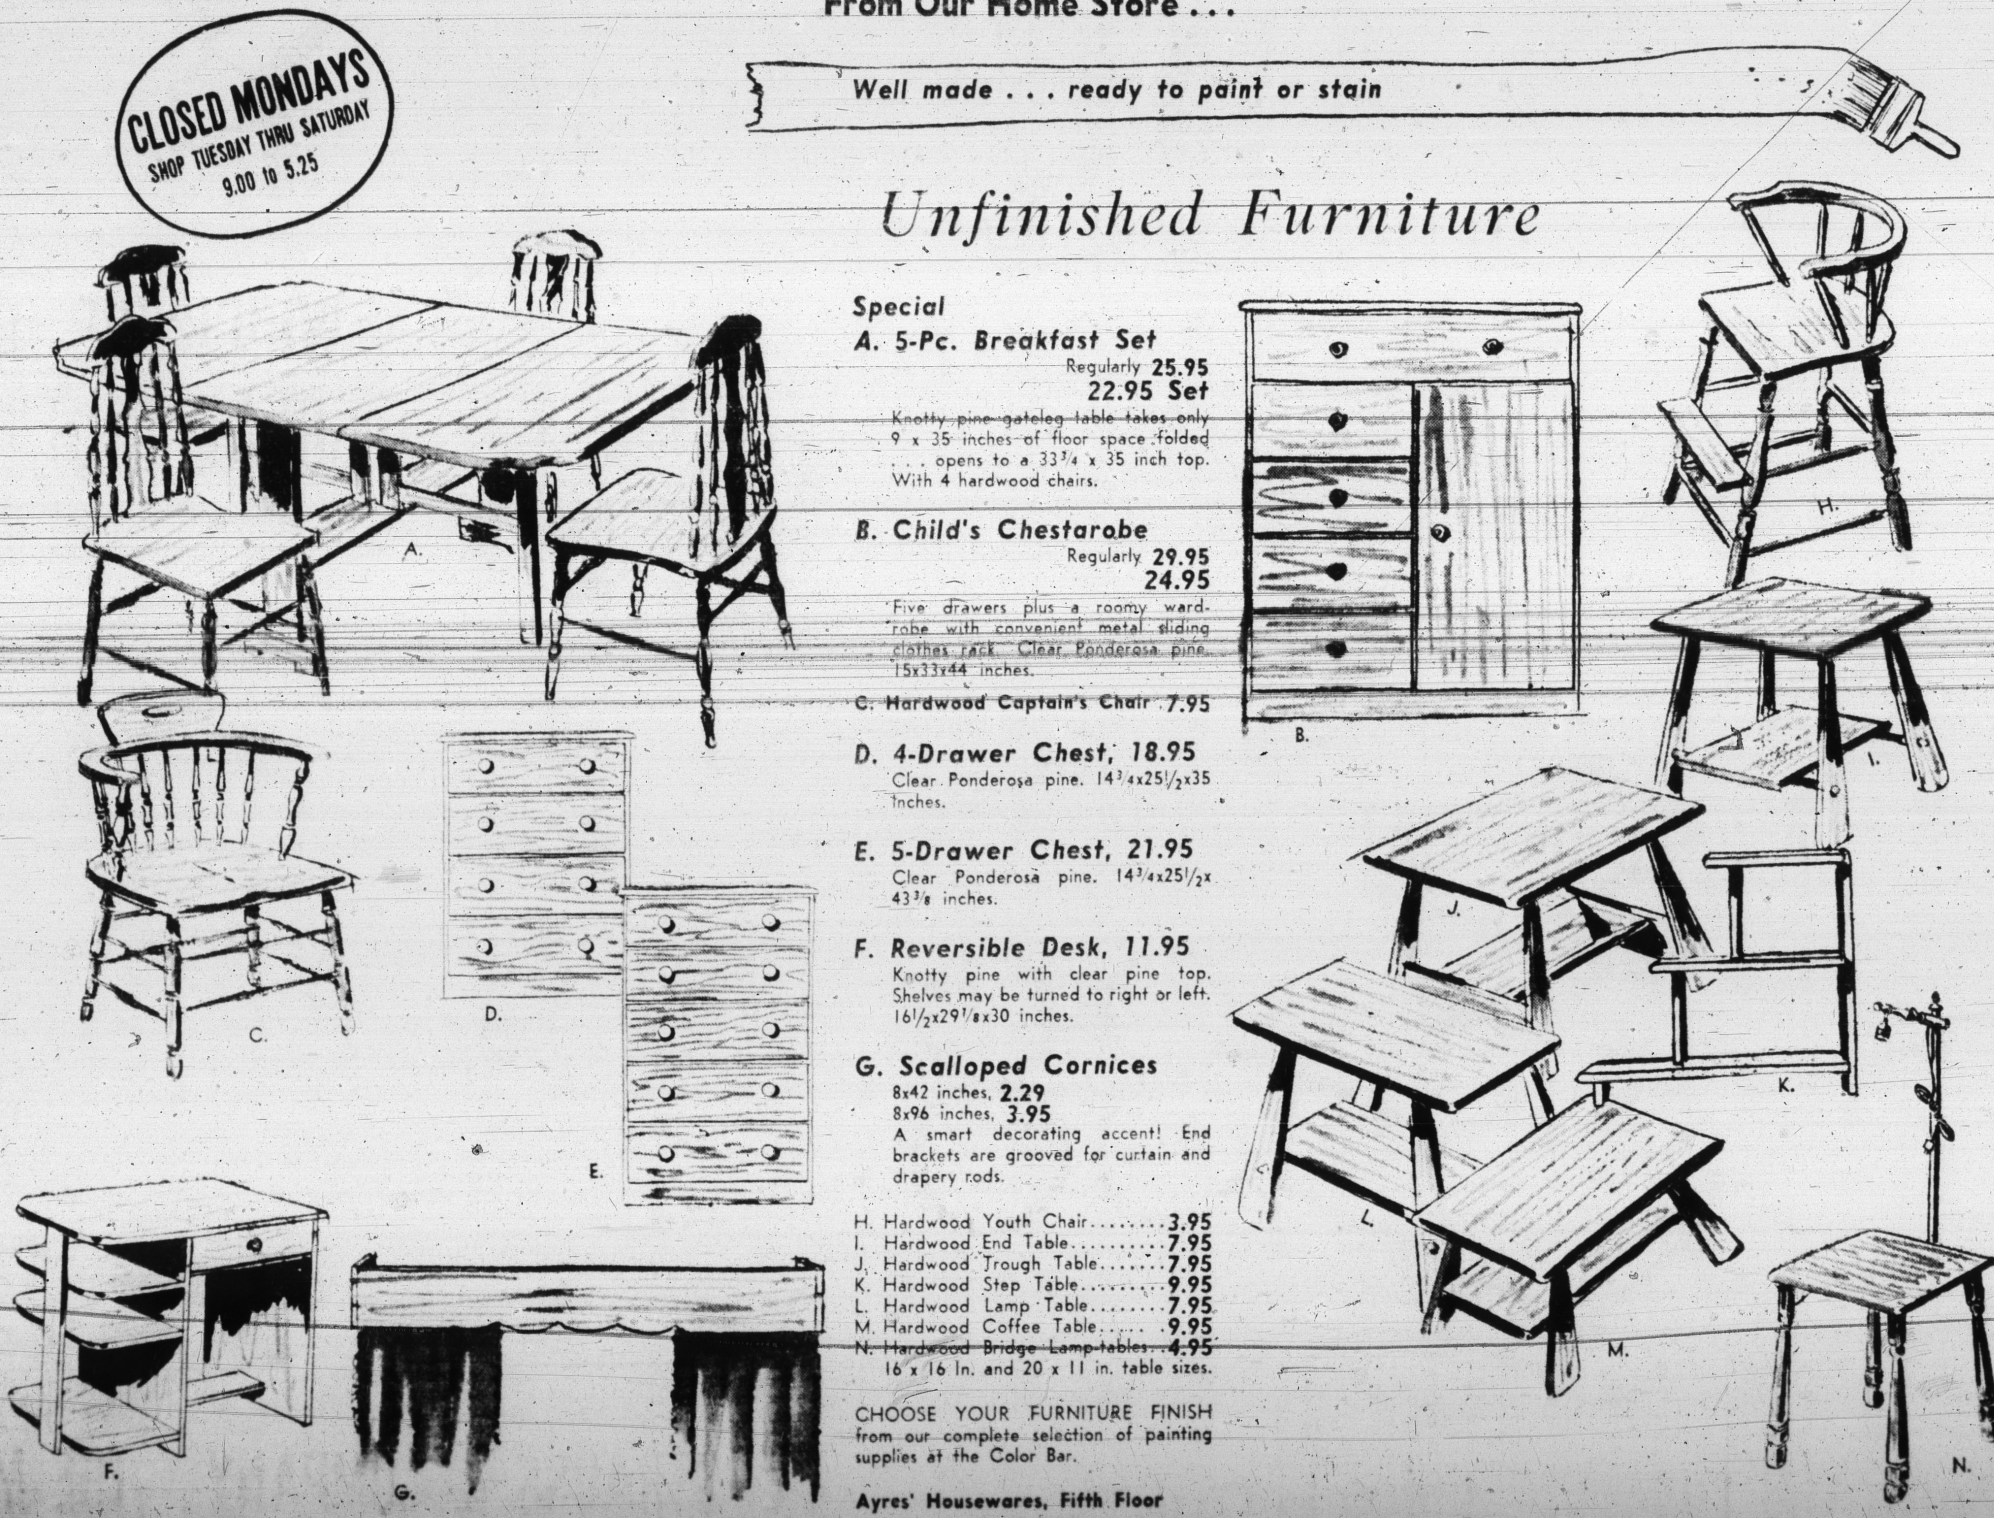 From Our Home Store ...
CLOSED MONDAYS
SHOP TUESDAY THRU SATURDAY
9.00 to 5.25
Well made . . . ready to paint or stain
Unfinished Furniture
Special
A. 5-Pc. Breakfast Set
Regularly 25.95
22.95 Set
Knotty pine gateleg table takes only
9 x 35 inches of floor space folded
. . . opens to a 33¾ x 35 inch top.
With 4 hardwood chairs.
B. Child's Chestarobe
Regularly 29.95
24.95
Five drawers plus a roomy ward-
robe with convenient metal sliding
clothes rack. Clear Ponderosa pine.
15x33x44 inches.
C. Hardwood Captain's Chair 7.95
D. 4-Drawer Chest, 18.95
Clear Ponderosa pine. 14¾x25½x35
inches.
E. 5-Drawer Chest, 21.95
Clear Ponderosa pine. 14¾x25½x
43⅜ inches.
F. Reversible Desk, 11.95
Knotty pine with clear pine top.
Shelves may be turned to right or left.
16½x29⅞x30 inches.
G. Scalloped Cornices
8x42 inches, 2.29
8x96 inches, 3.95
A smart decorating accent! End
brackets are grooved for curtain and
drapery rods.
H. Hardwood Youth Chair........3.95
I. Hardwood End Table..........7.95
J. Hardwood Trough Table.......7.95
K. Hardwood Step Table........9.95
L. Hardwood Lamp Table........7.95
M. Hardwood Coffee Table..... .9.95
N. Hardwood Bridge Lamp-tables..4.95
16 x 16 In. and 20 x 11 in. table sizes.
CHOOSE YOUR FURNITURE FINISH
from our complete selection of painting
supplies at the Color Bar.
Ayres' Housewares, Fifth Floor
A.
B.
C.
D.
E.
F.
G.
H.
I.
J.
K.
L.
M.
N.